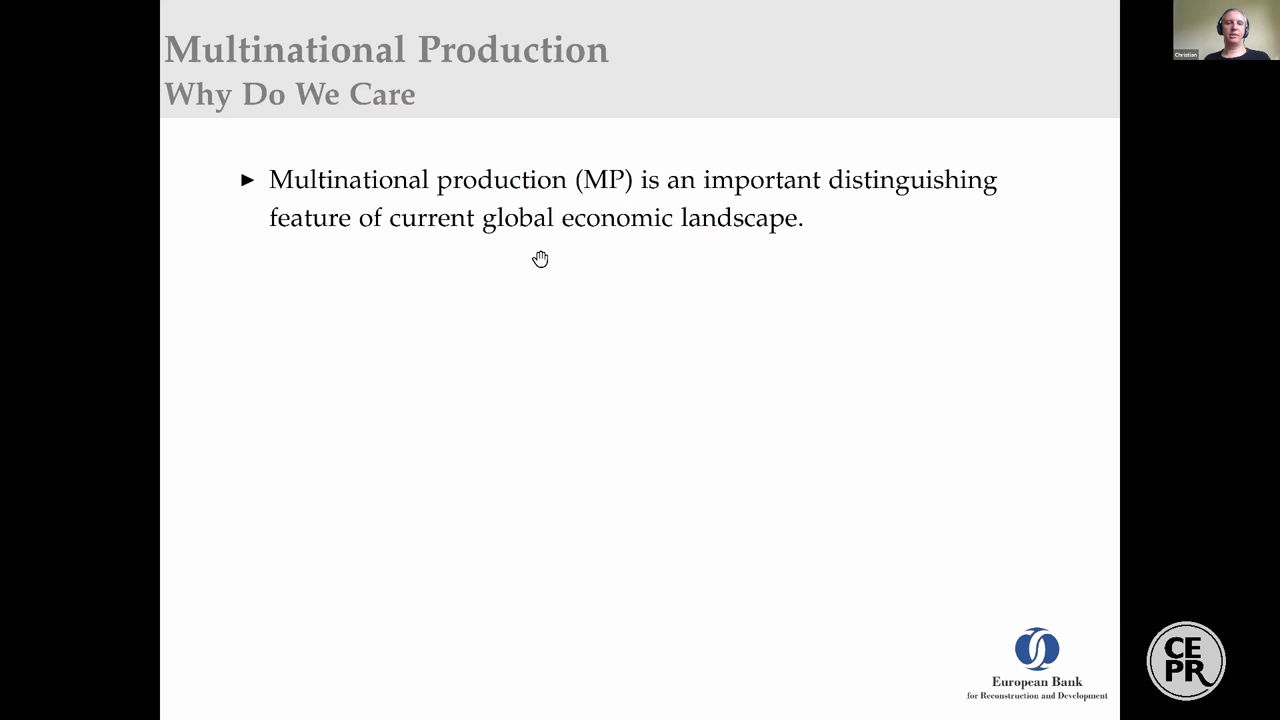 Multinational Production
Why Do We Care
Christian
► Multinational production (MP) is an important distinguishing
feature of current global economic landscape.
European Bank
for Reconstruction and Development
CE
PR